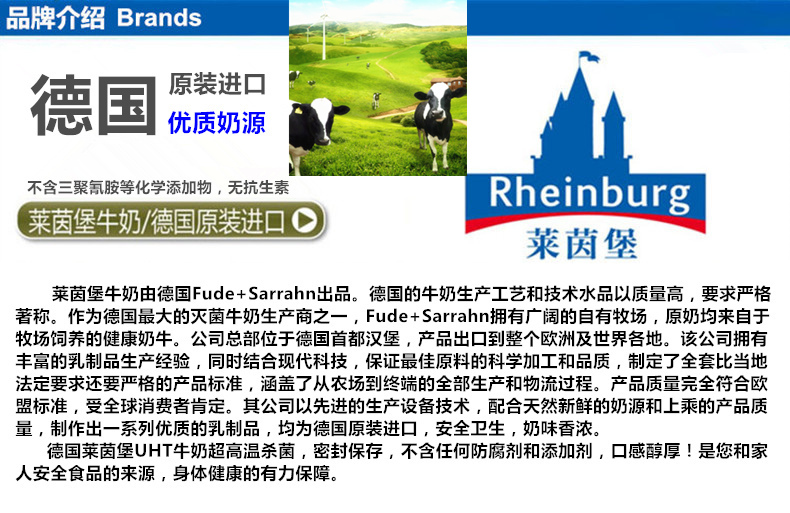 品牌介绍 Brands
德国
原装进口
优质奶源
不含三聚氰胺等化学添加物，无抗生素
莱茵堡牛奶/德国原装进口
Rheinburg
莱茵堡
莱茵堡牛奶由德国Fude+Sarrahn出品。德国的牛奶生产工艺和技术水品以质量高，要求严格
著称。作为德国最大的灭菌牛奶生产商之一，Fude+Sarrahn拥有广阔的自有牧场，原奶均来自于
牧场饲养的健康奶牛。公司总部位于德国首都汉堡，产品出口到整个欧洲及世界各地。该公司拥有
丰富的乳制品生产经验，同时结合现代科技，保证最佳原料的科学加工和品质，制定了全套比当地
法定要求还要严格的产品标准，涵盖了从农场到终端的全部生产和物流过程。产品质量完全符合欧
盟标准，受全球消费者肯定。其公司以先进的生产设备技术，配合天然新鲜的奶源和上乘的产品质
量，制作出一系列优质的乳制品，均为德国原装进口，安全卫生，奶味香浓。
德国莱茵堡UHT牛奶超高温杀菌，密封保存，不含任何防腐剂和添加剂，口感醇厚！是您和家
人安全食品的来源，身体健康的有力保障。